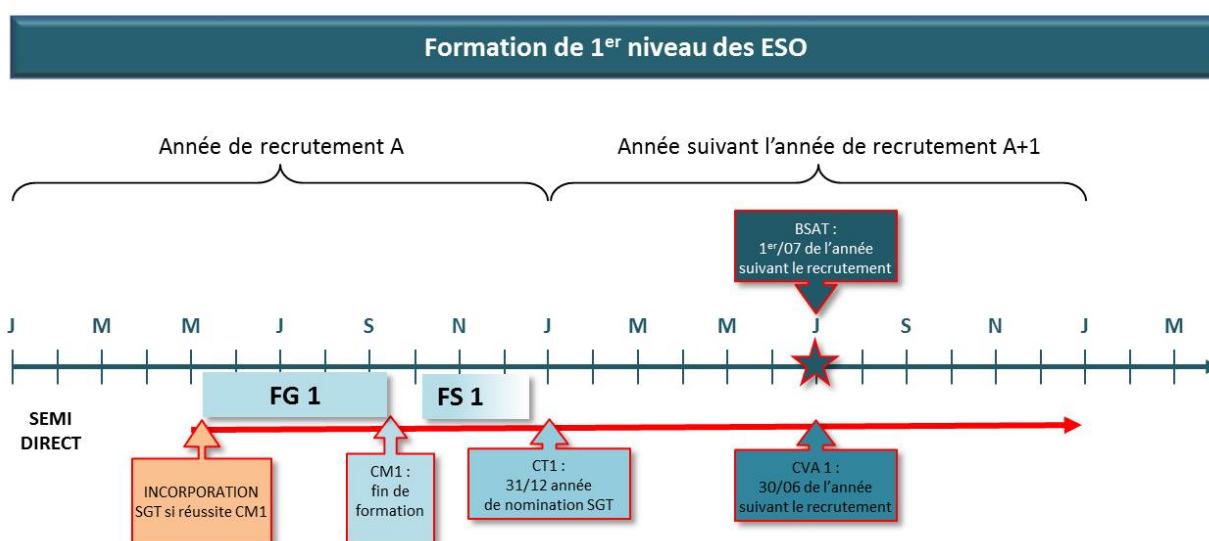 Formation de 1er niveau des ESO
Année de recrutement A
Année suivant l’année de recrutement A+1
BSAT :
1er/07 de l’année
suivant le recrutement
J M M J S N J M M J S N J M
FG 1
FS 1
SEMI
DIRECT
INCORPORATION
SGT si réussite CM1
CM1 :
fin de
formation
CT1 :
31/12 année
de nomination SGT
CVA 1 :
30/06 de l’année
suivant le recrutement